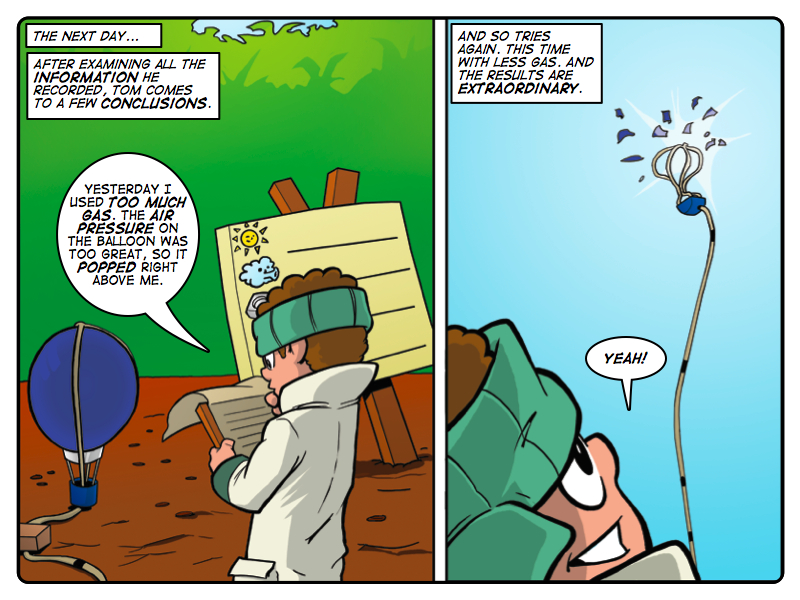 THE NEXT DAY...
AFTER EXAMINING ALL THE
INFORMATION HE
RECORDED, TOM COMES
TO A FEW CONCLUSIONS.
YESTERDAY I
USED TOO MUCH
GAS. THE AIR
PRESSURE ON
THE BALLOON WAS
TOO GREAT, SO IT
POPPED RIGHT
ABOVE ME.
AND SO TRIES
AGAIN. THIS TIME
WITH LESS GAS. AND
THE RESULTS ARE
EXTRAORDINARY.
YEAH!